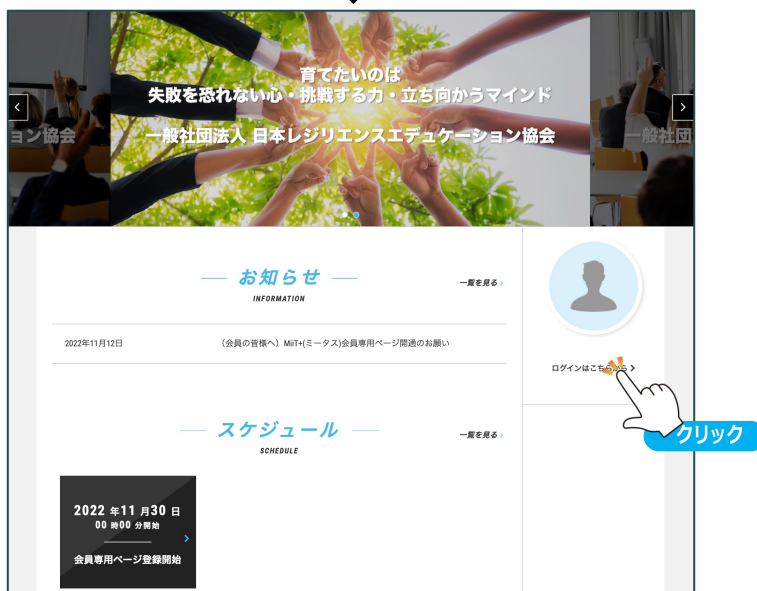 育てたいのは
失敗を恐れない心・挑戦する力・立ち向かうマインド
一般社団法人 日本レジリエンスエデュケーション協会
ョン協会
一般社団
お知らせ
INFORMATION
一覧を見る
2022年11月12日 （会員の皆様へ）MiiT+(ミータス)会員専用ページ開通のお願い
ログインはこちらから
クリック
スケジュール
SCHEDULE
一覧を見る
2022 年11 月30 日
00 時00 分開始
会員専用ページ登録開始